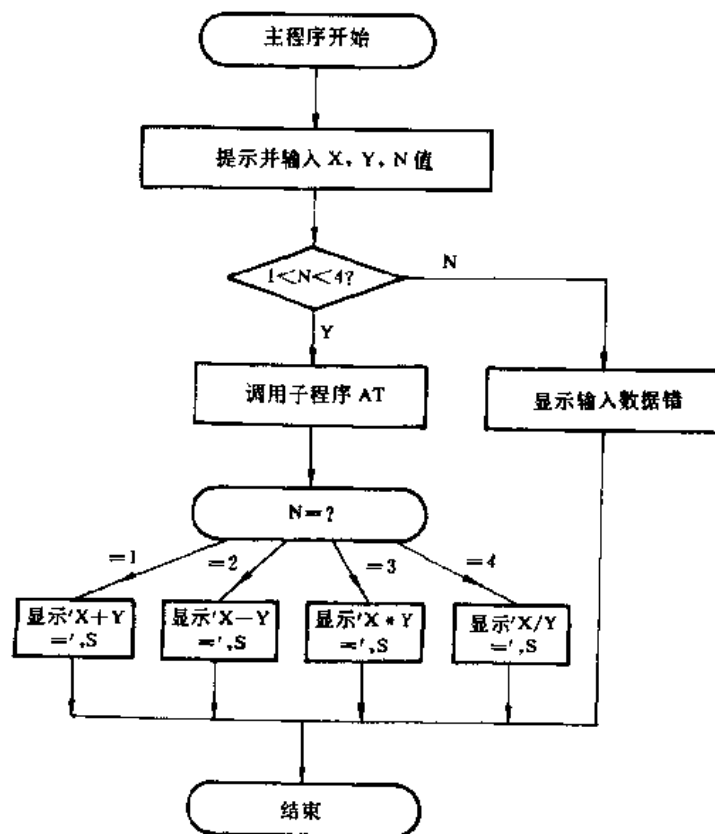 主程序开始
提示并输入 X，Y，N 值
1<N<4?
N
Y
调用子程序 AT
显示输入数据错
N=?
=1
=2
=3
=4
显示'X+Y
=',S
显示'X-Y
=',S
显示'X*Y
=',S
显示'X/Y
=',S
结束